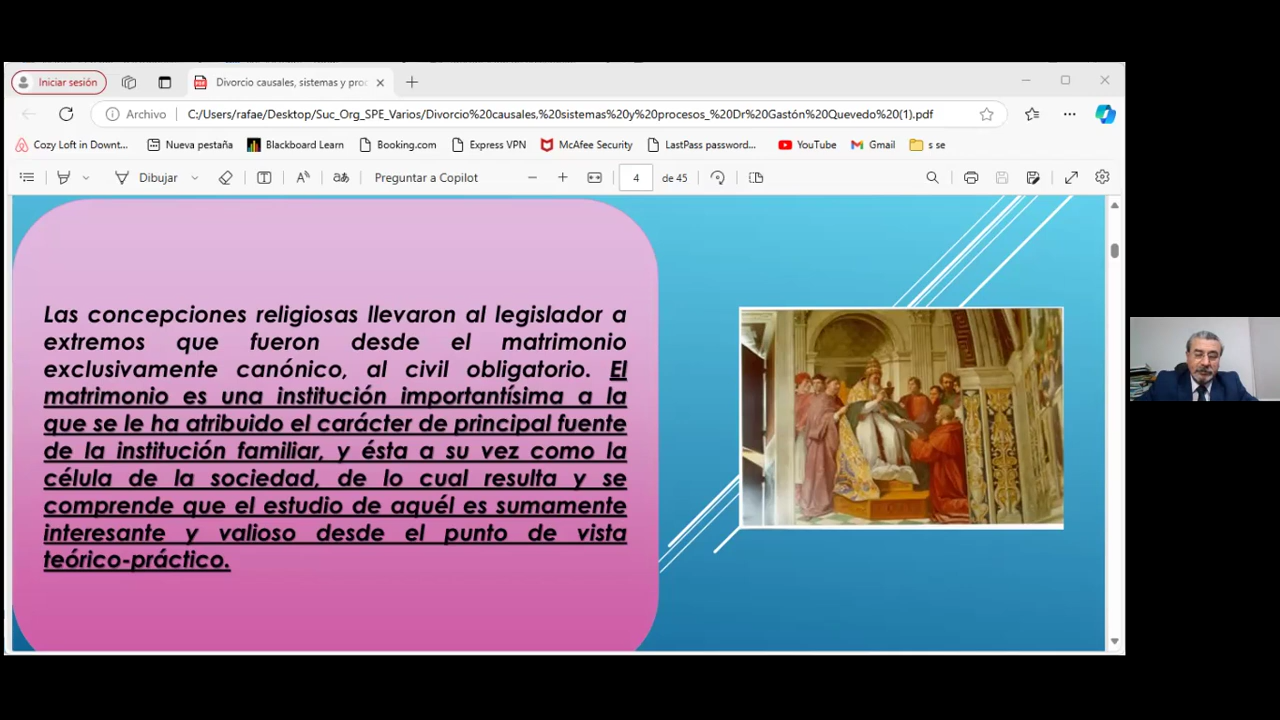 Iniciar sesión
Divorcio causales, sistemas y proc
Archivo
C:/Users/rafae/Desktop/Suc_Org_SPE_Varios/Divorcio%20causales,%20sistemas%20y%20procesos_%20Dr%20Gastón%20Quevedo%20(1).pdf
Cozy Loft in Downt... Nueva pestaña Blackboard Learn Booking.com Express VPN McAfee Security LastPass password... YouTube Gmail s se
Dibujar Preguntar a Copilot 4 de 45
Las concepciones religiosas llevaron al legislador a
extremos que fueron desde el matrimonio
exclusivamente canónico, al civil obligatorio. El
matrimonio es una institución importantísima a la
que se le ha atribuido el carácter de principal fuente
de la institución familiar, y ésta a su vez como la
célula de la sociedad, de lo cual resulta y se
comprende que el estudio de aquél es sumamente
interesante y valioso desde el punto de vista
teórico-práctico.